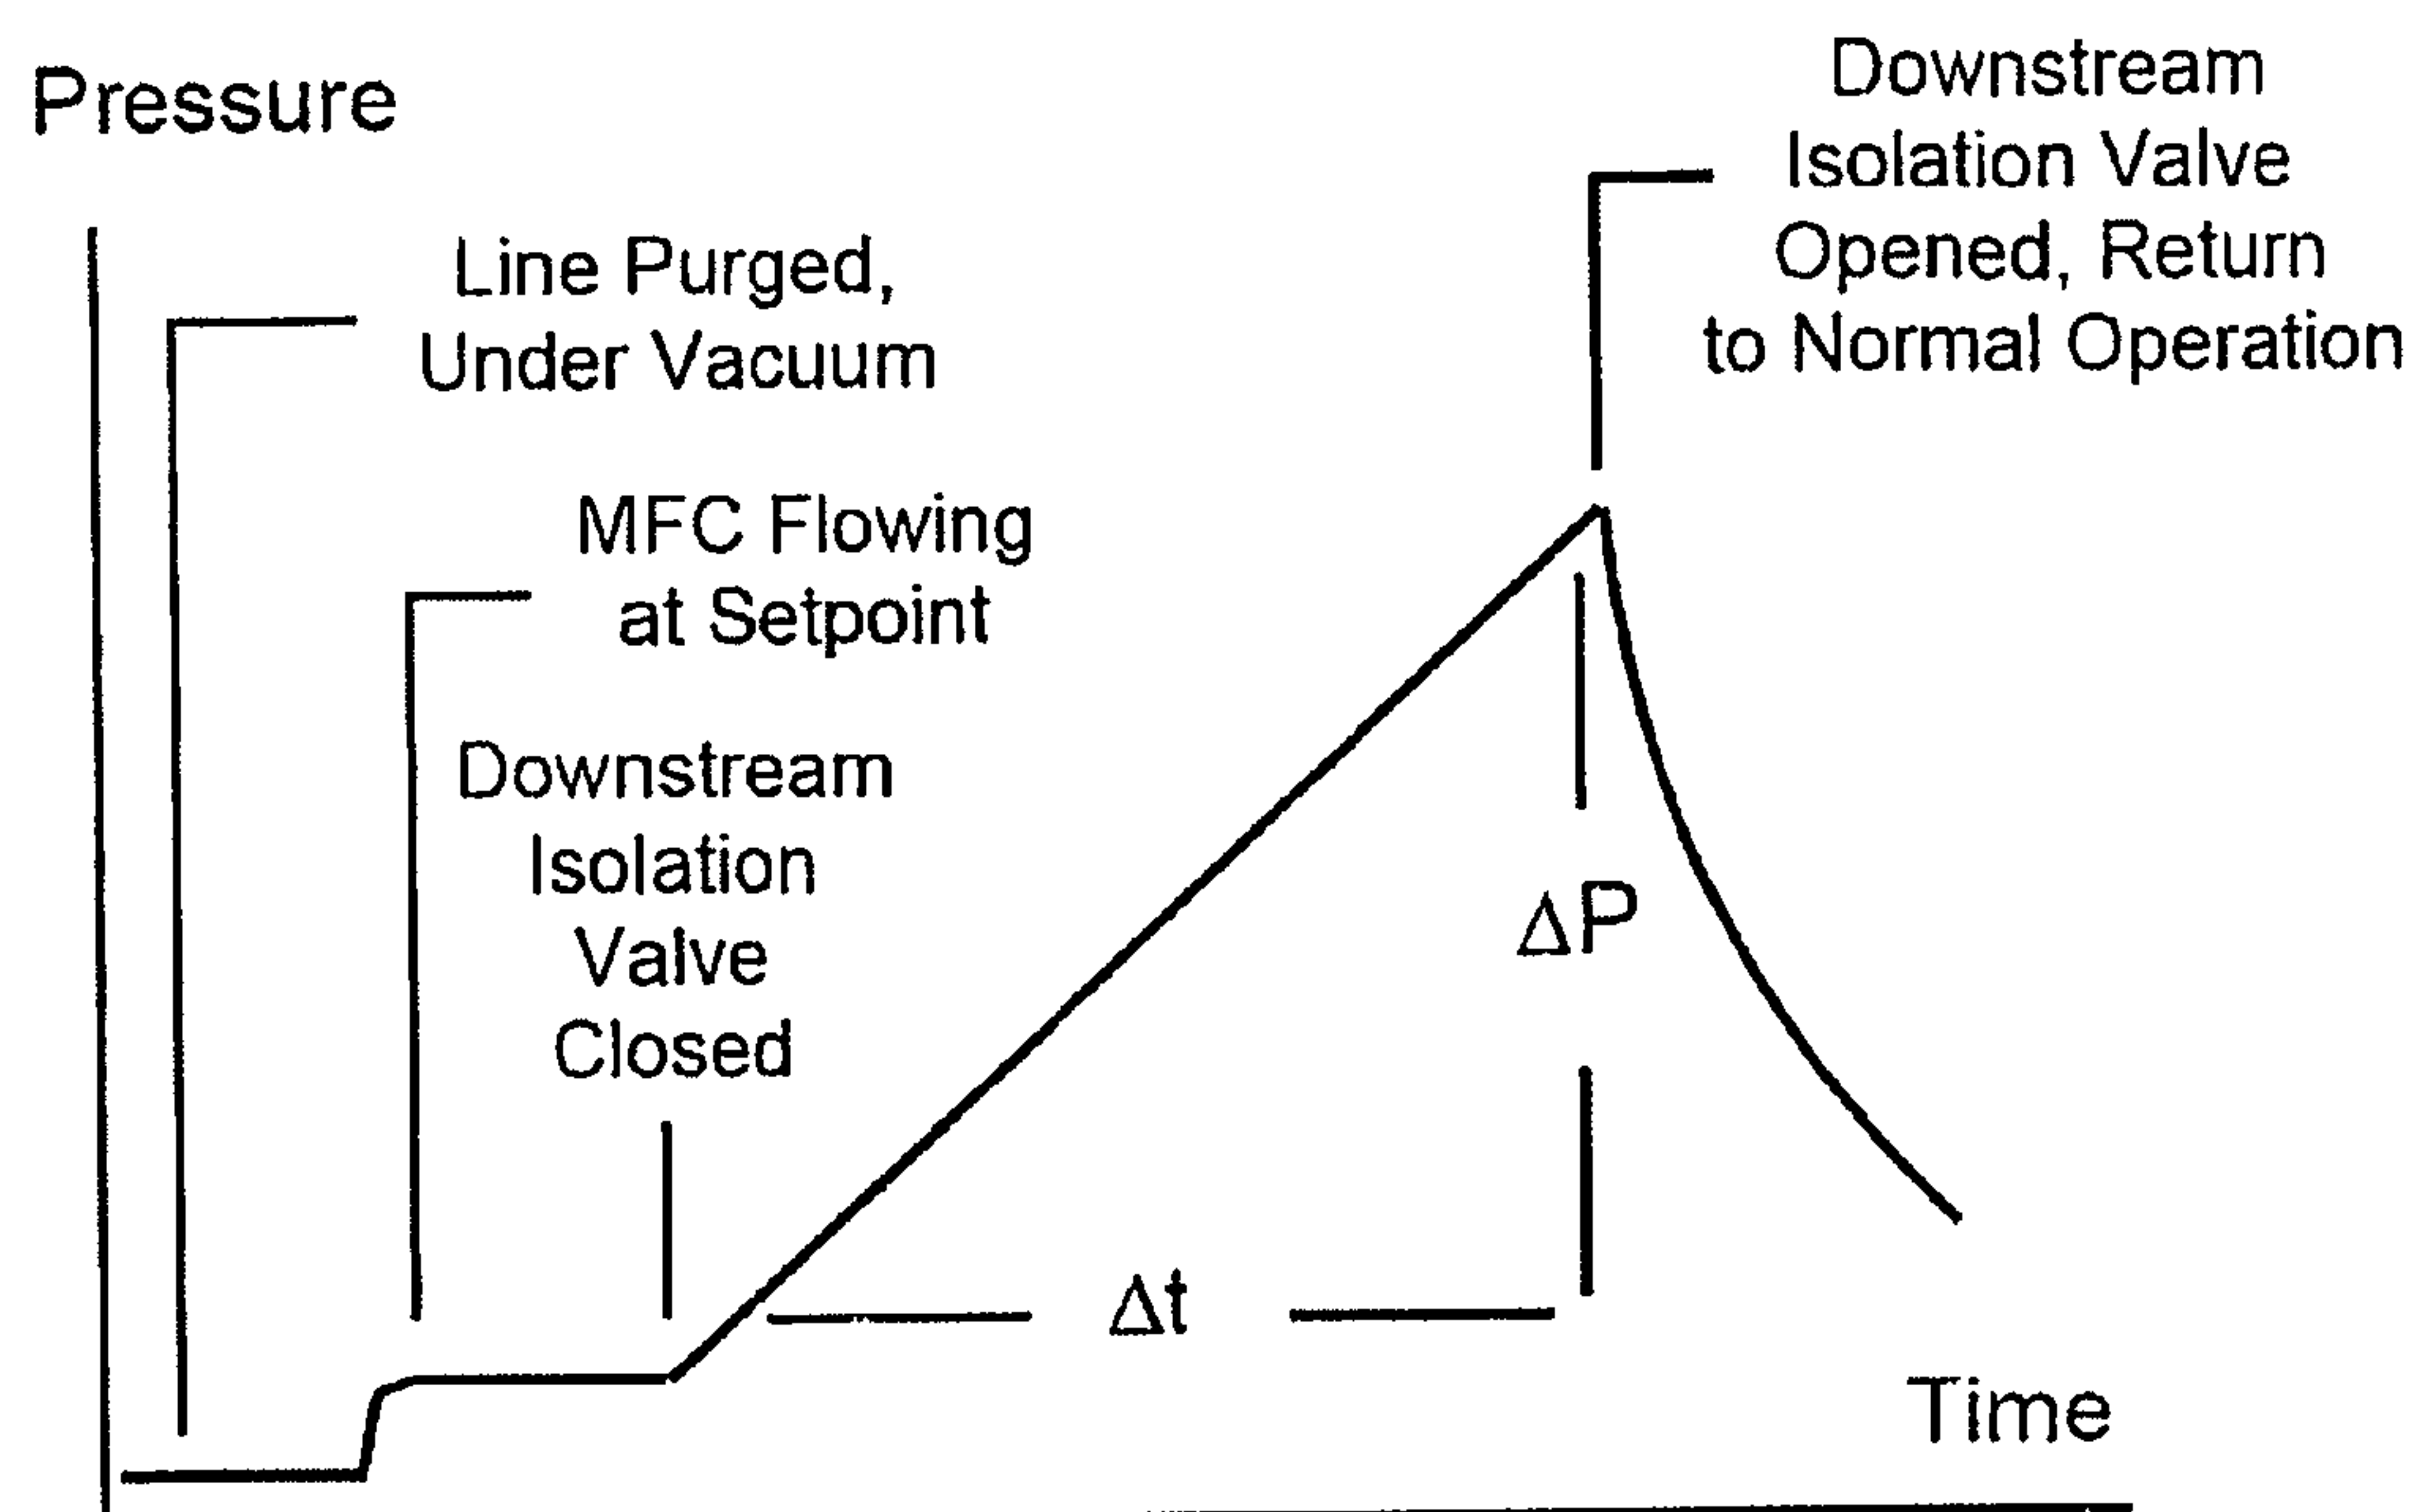 Pressure
Downstream
Isolation Valve
Opened, Return
to Normal Operation
Line Purged,
Under Vacuum
MFC Flowing
at Setpoint
Downstream
Isolation
Valve
Closed
ΔP
Δt
Time